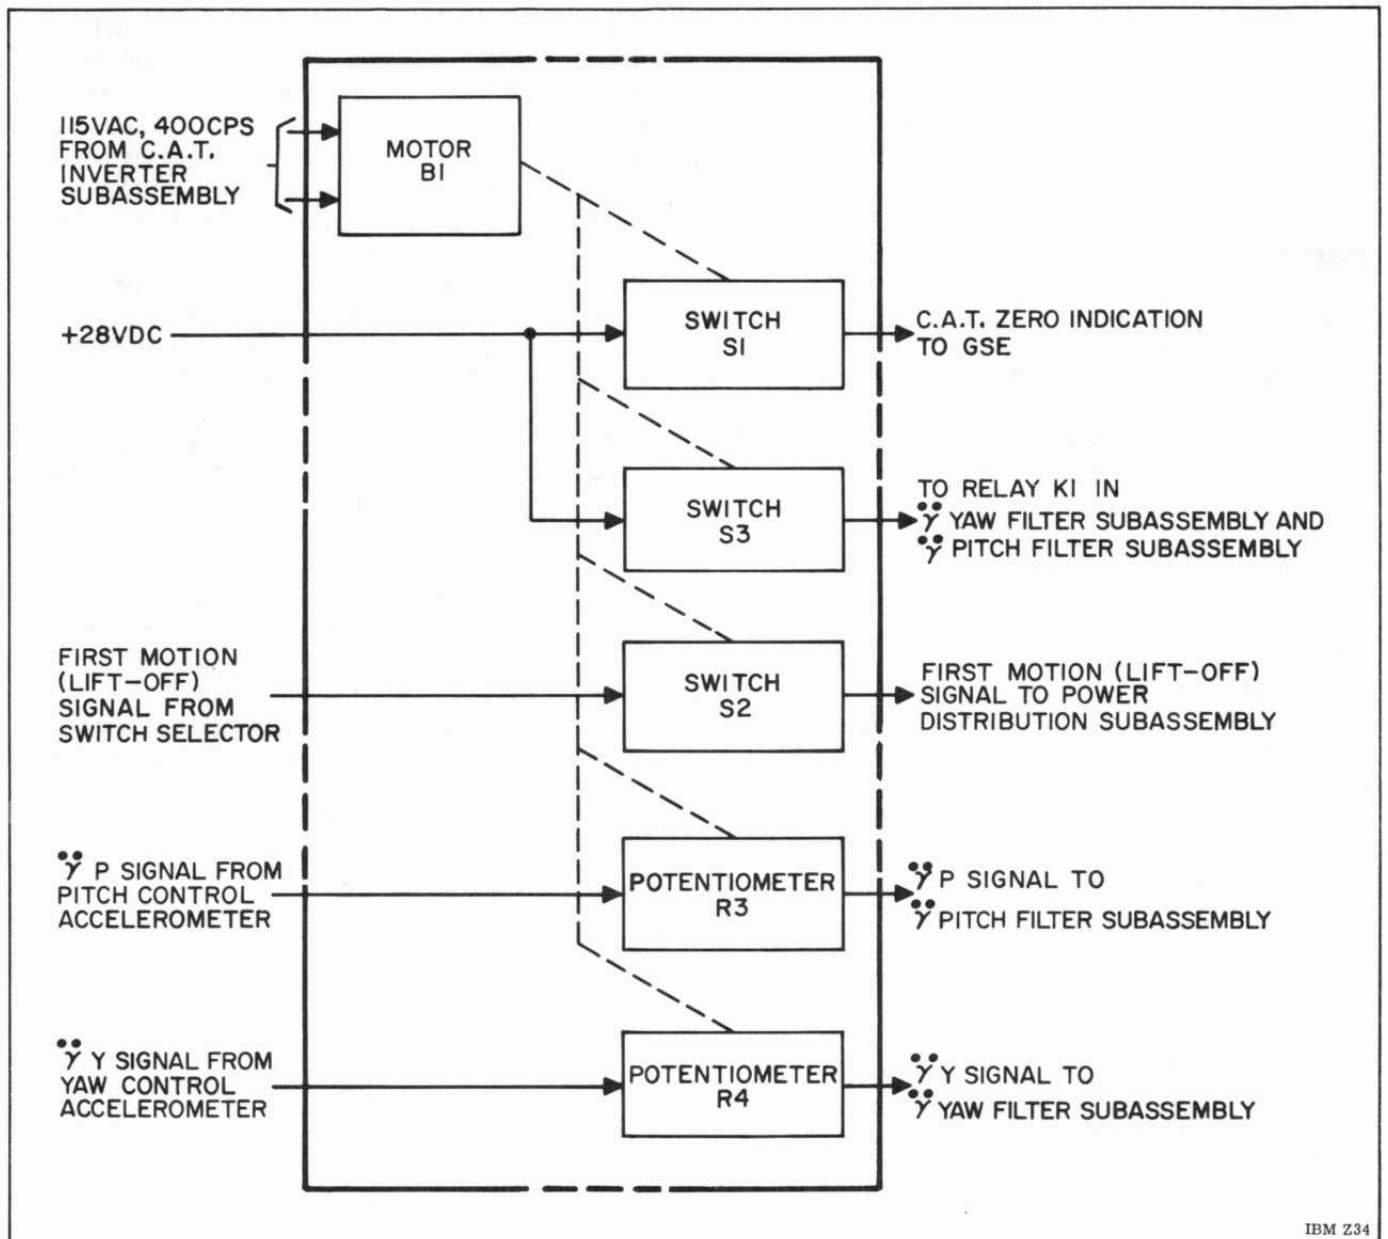 115VAC, 400CPS
FROM C.A.T.
INVERTER
SUBASSEMBLY
MOTOR
B1
+28VDC
SWITCH
S1
C.A.T. ZERO INDICATION
TO GSE
SWITCH
S3
TO RELAY K1 IN
γ̈ YAW FILTER SUBASSEMBLY AND
γ̈ PITCH FILTER SUBASSEMBLY
FIRST MOTION
(LIFT-OFF)
SIGNAL FROM
SWITCH SELECTOR
SWITCH
S2
FIRST MOTION (LIFT-OFF)
SIGNAL TO POWER
DISTRIBUTION SUBASSEMBLY
γ̈ P SIGNAL FROM
PITCH CONTROL
ACCELEROMETER
POTENTIOMETER
R3
γ̈ P SIGNAL TO
γ̈ PITCH FILTER SUBASSEMBLY
γ̈ Y SIGNAL FROM
YAW CONTROL
ACCELEROMETER
POTENTIOMETER
R4
γ̈ Y SIGNAL TO
γ̈ YAW FILTER SUBASSEMBLY
IBM Z34